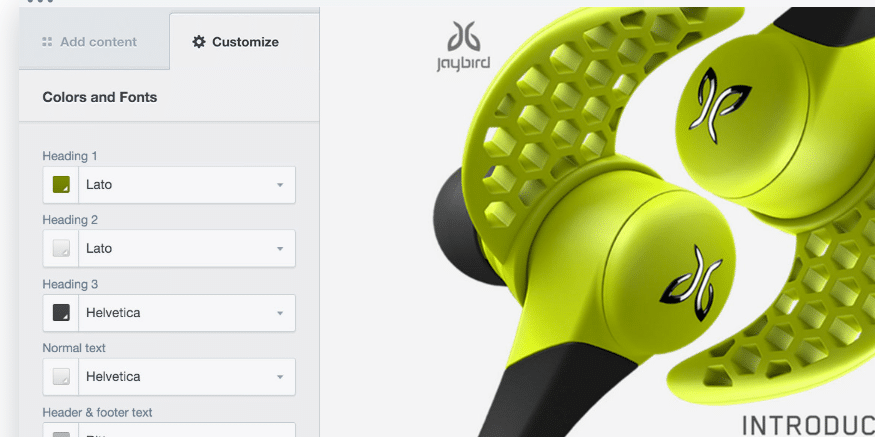 Add content
Customize
Colors and Fonts
Heading 1
Lato
Heading 2
Lato
Heading 3
Helvetica
Normal text
Helvetica
Header & footer text
Jaybird
INTRODUC